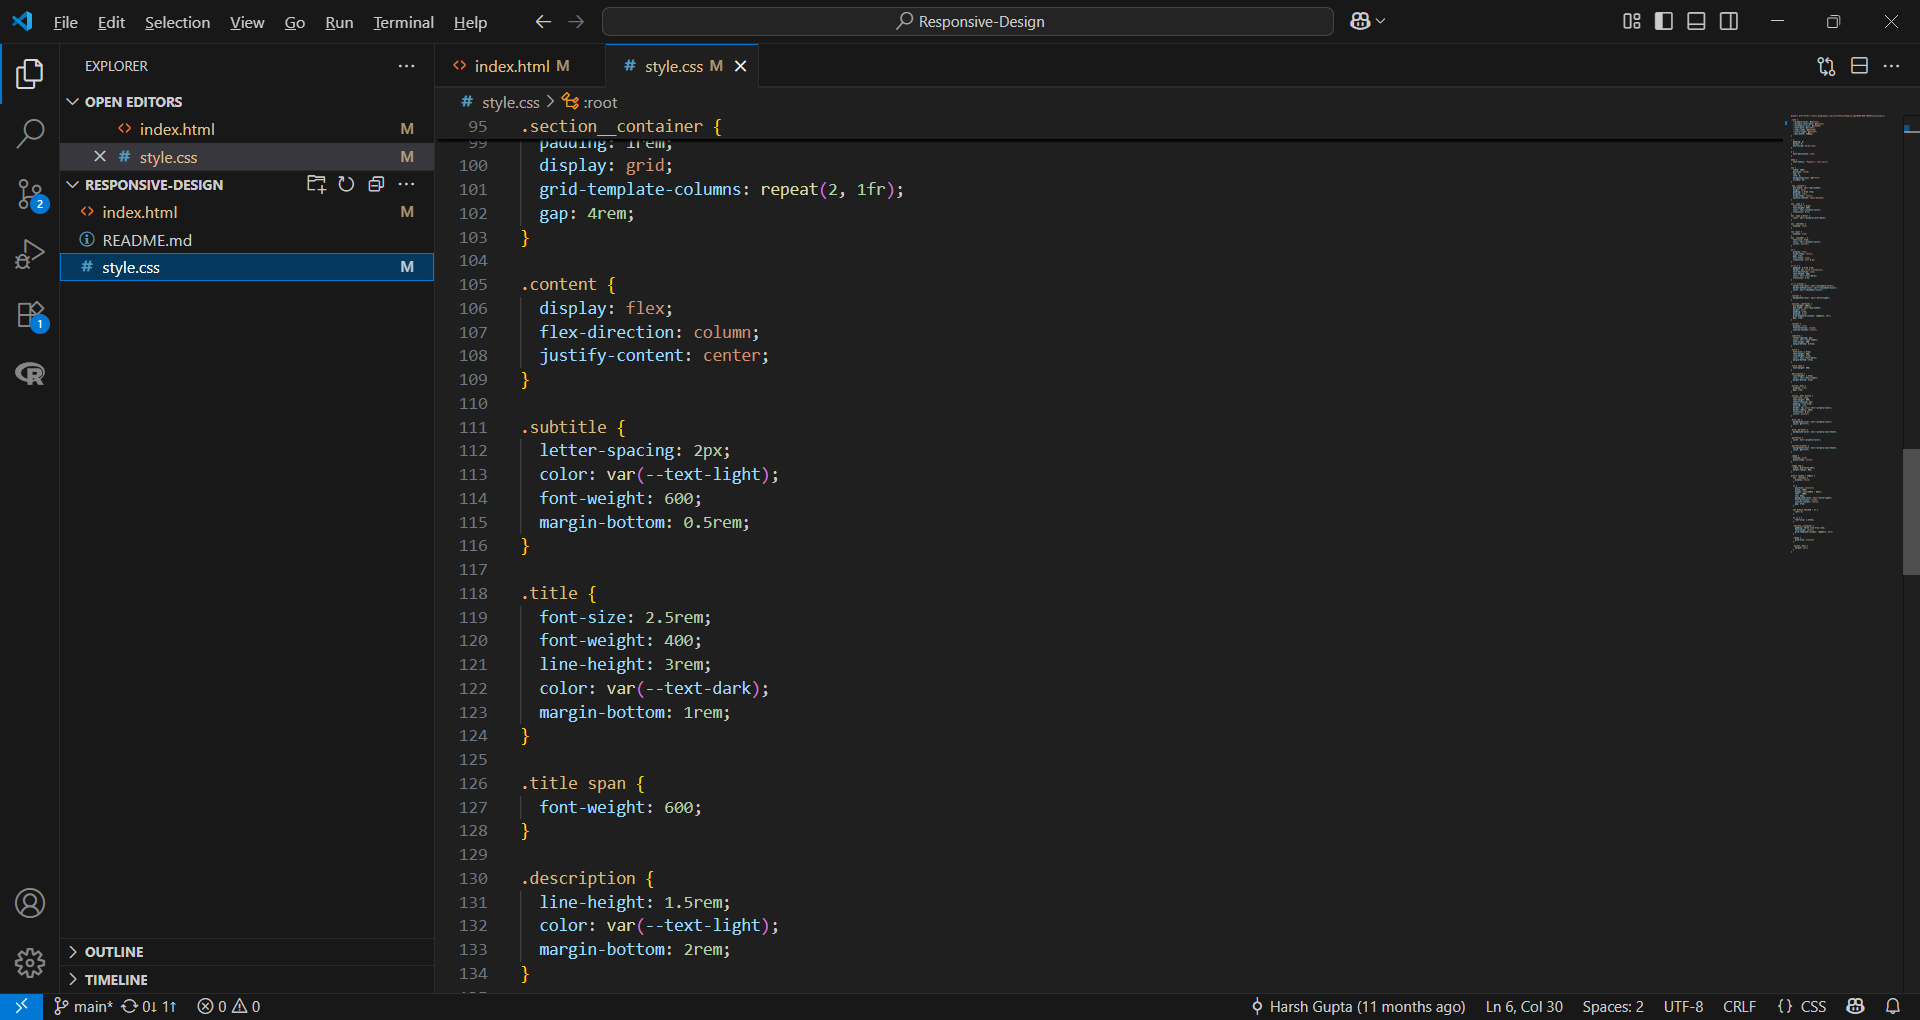 File Edit Selection View Go Run Terminal Help
Responsive-Design
EXPLORER
OPEN EDITORS
index.html M
style.css M
RESPONSIVE-DESIGN
index.html M
README.md
style.css M
2
1
OUTLINE
TIMELINE
index.html M
style.css M
style.css > :root
95 .section__container {
99 padding: 1rem;
100 display: grid;
101 grid-template-columns: repeat(2, 1fr);
102 gap: 4rem;
103 }
104
105 .content {
106 display: flex;
107 flex-direction: column;
108 justify-content: center;
109 }
110
111 .subtitle {
112 letter-spacing: 2px;
113 color: var(--text-light);
114 font-weight: 600;
115 margin-bottom: 0.5rem;
116 }
117
118 .title {
119 font-size: 2.5rem;
120 font-weight: 400;
121 line-height: 3rem;
122 color: var(--text-dark);
123 margin-bottom: 1rem;
124 }
125
126 .title span {
127 font-weight: 600;
128 }
129
130 .description {
131 line-height: 1.5rem;
132 color: var(--text-light);
133 margin-bottom: 2rem;
134 }
main* 0↓ 1↑ 0 0
Harsh Gupta (11 months ago) Ln 6, Col 30 Spaces: 2 UTF-8 CRLF {} CSS